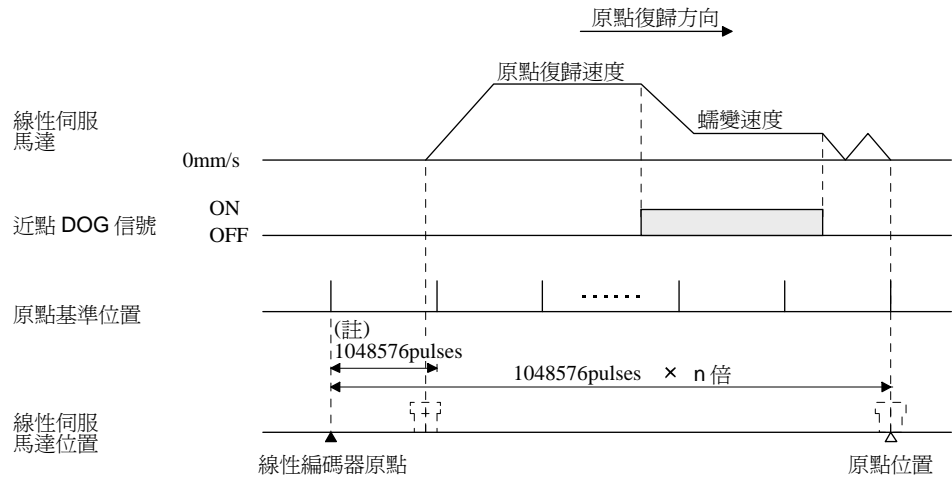 原點復歸方向
原點復歸速度
蠕變速度
線性伺服
馬達
0mm/s
近點 DOG 信號
ON
OFF
原點基準位置
......
(註)
1048576pulses
1048576pulses × n 倍
線性伺服
馬達位置
線性編碼器原點
原點位置